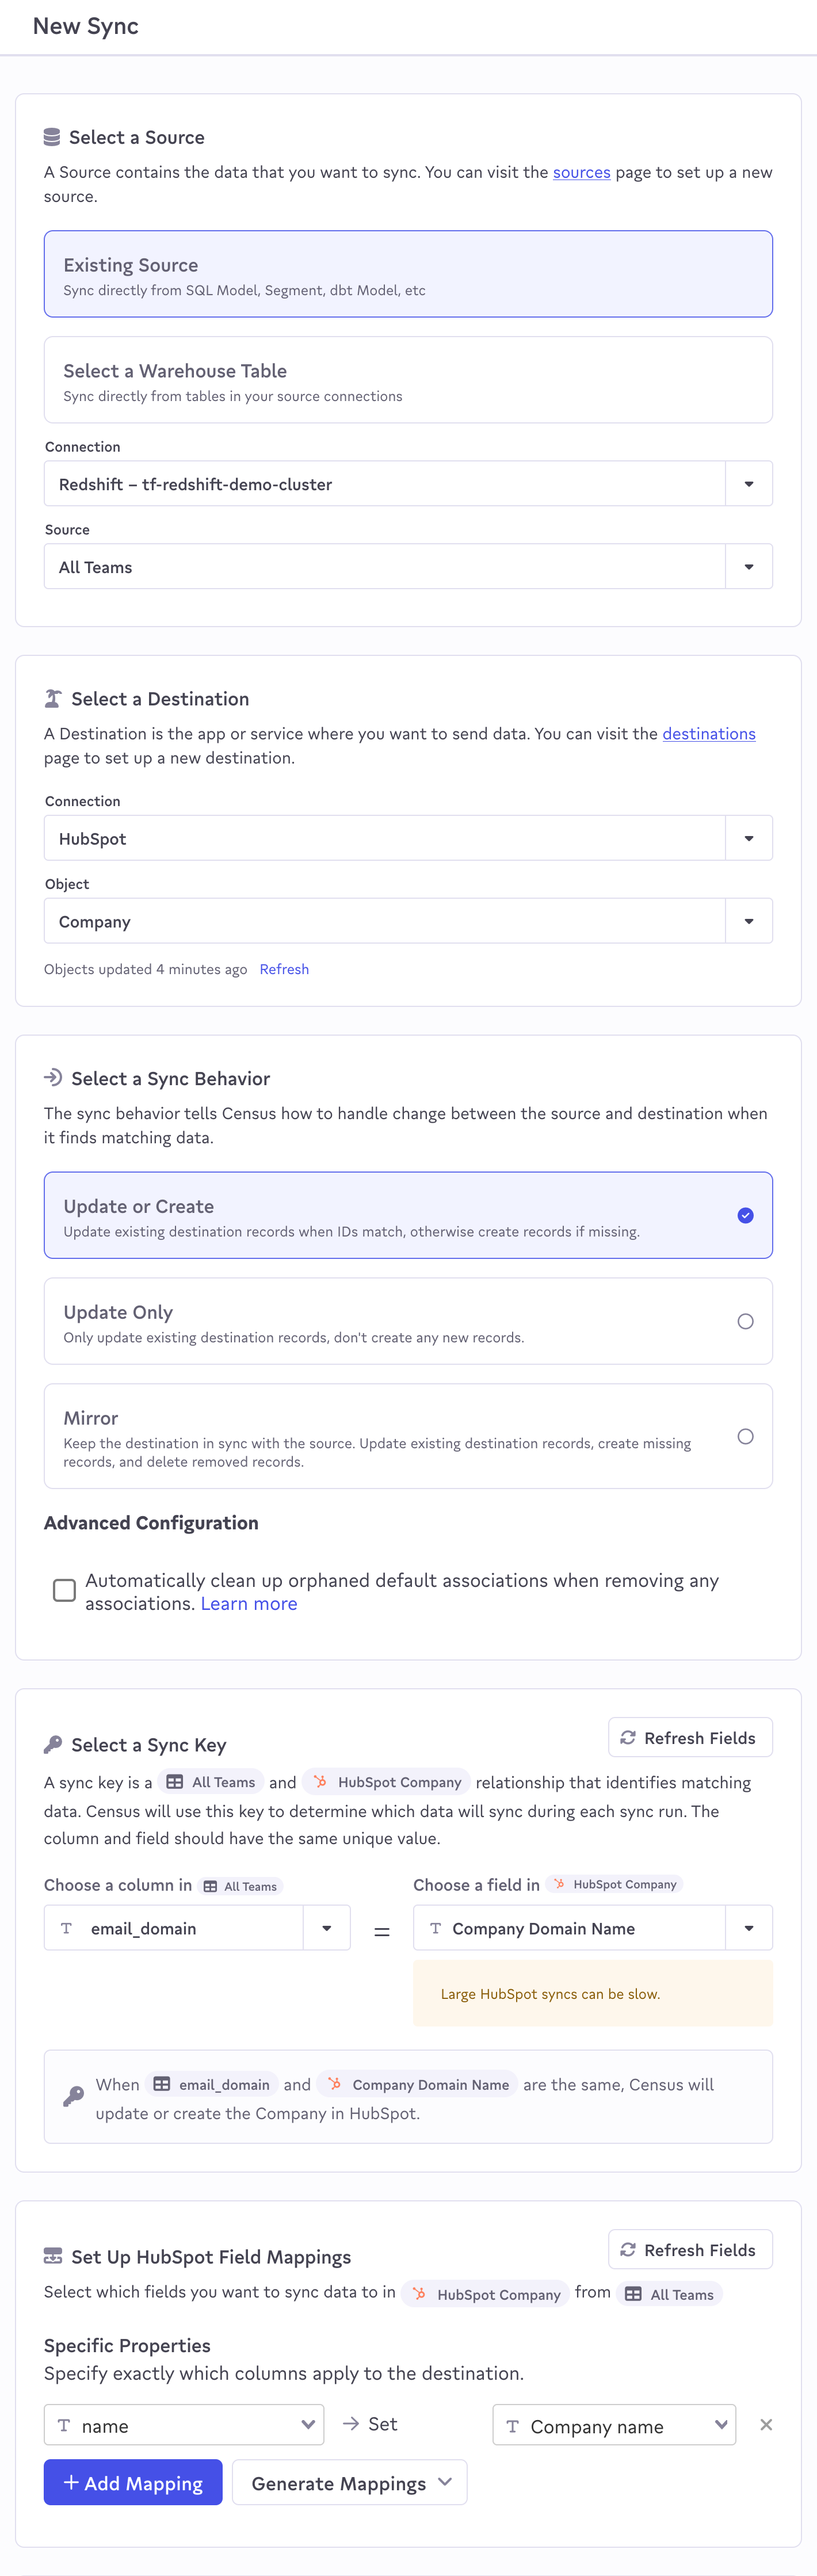 New Sync
Select a Source
A Source contains the data that you want to sync. You can visit the sources page to set up a new
source.
Existing Source
Sync directly from SQL Model, Segment, dbt Model, etc
Select a Warehouse Table
Sync directly from tables in your source connections
Connection
Redshift – tf-redshift-demo-cluster
Source
All Teams
Select a Destination
A Destination is the app or service where you want to send data. You can visit the destinations
page to set up a new destination.
Connection
HubSpot
Object
Company
Objects updated 4 minutes ago Refresh
Select a Sync Behavior
The sync behavior tells Census how to handle change between the source and destination when
it finds matching data.
Update or Create
Update existing destination records when IDs match, otherwise create records if missing.
Update Only
Only update existing destination records, don't create any new records.
Mirror
Keep the destination in sync with the source. Update existing destination records, create missing
records, and delete removed records.
Advanced Configuration
Automatically clean up orphaned default associations when removing any
associations. Learn more
Select a Sync Key
Refresh Fields
A sync key is a All Teams and HubSpot Company relationship that identifies matching
data. Census will use this key to determine which data will sync during each sync run. The
column and field should have the same unique value.
Choose a column in All Teams
Choose a field in HubSpot Company
T email_domain
=
T Company Domain Name
Large HubSpot syncs can be slow.
When email_domain and Company Domain Name are the same, Census will
update or create the Company in HubSpot.
Set Up HubSpot Field Mappings
Refresh Fields
Select which fields you want to sync data to in HubSpot Company from All Teams
Specific Properties
Specify exactly which columns apply to the destination.
T name → Set T Company name ×
+ Add Mapping
Generate Mappings